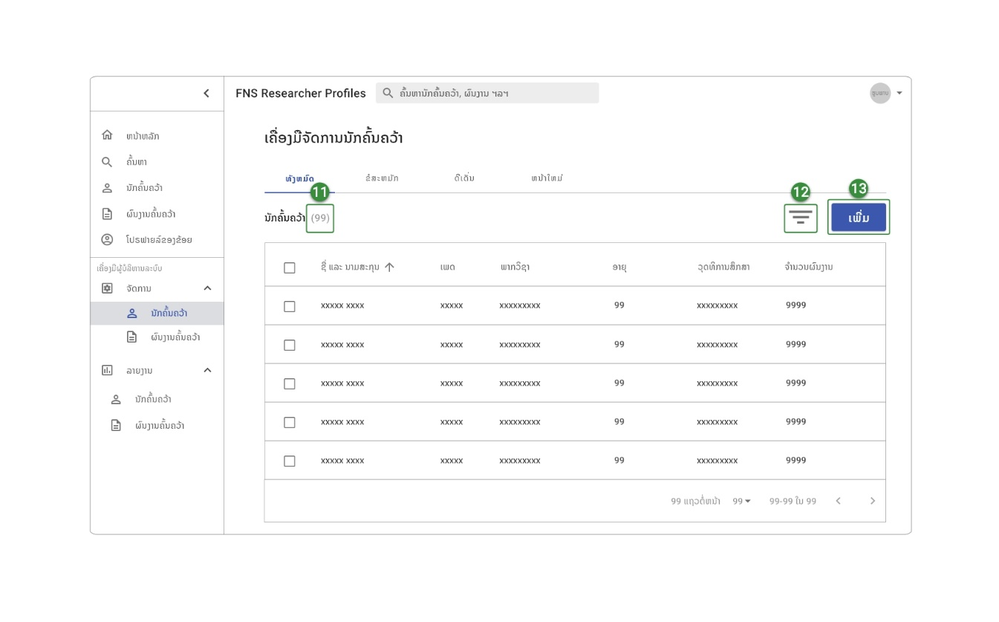 FNS Researcher Profiles
ຄົ້ນຫານັກຄົ້ນຄວ້າ, ຜົນງານ ຯລຯ
ຮູບພາບ
ໜ້າຫລັກ
ຄົ້ນຫາ
ນັກຄົ້ນຄວ້າ
ຜົນງານຄົ້ນຄວ້າ
ໂປຣຟາຍລ໌ຂອງຂ້ອຍ
ເຄື່ອງມືຜູ້ບໍລິຫານລະບົບ
ຈັດການ
ນັກຄົ້ນຄວ້າ
ຜົນງານຄົ້ນຄວ້າ
ລາຍງານ
ນັກຄົ້ນຄວ້າ
ຜົນງານຄົ້ນຄວ້າ
ເຄື່ອງມືຈັດການນັກຄົ້ນຄວ້າ
ທັງຫມົດ ຂໍສະຫມັກ ດີເດັ່ນ ຫນ້າໃຫມ່
11 12 13
ນັກຄົ້ນຄວ້າ (99) ເພີ່ມ
ຊື່ ແລະ ນາມສະກຸນ ເພດ ພາກວິຊາ ອາຍຸ ວຸດທິການສຶກສາ ຈຳນວນຜົນງານ
xxxxx xxxx xxxxx xxxxxxxxx 99 xxxxxxxxx 9999
xxxxx xxxx xxxxx xxxxxxxxx 99 xxxxxxxxx 9999
xxxxx xxxx xxxxx xxxxxxxxx 99 xxxxxxxxx 9999
xxxxx xxxx xxxxx xxxxxxxxx 99 xxxxxxxxx 9999
xxxxx xxxx xxxxx xxxxxxxxx 99 xxxxxxxxx 9999
99 ແຖວຕໍ່ຫນ້າ 99 99-99 ໃນ 99